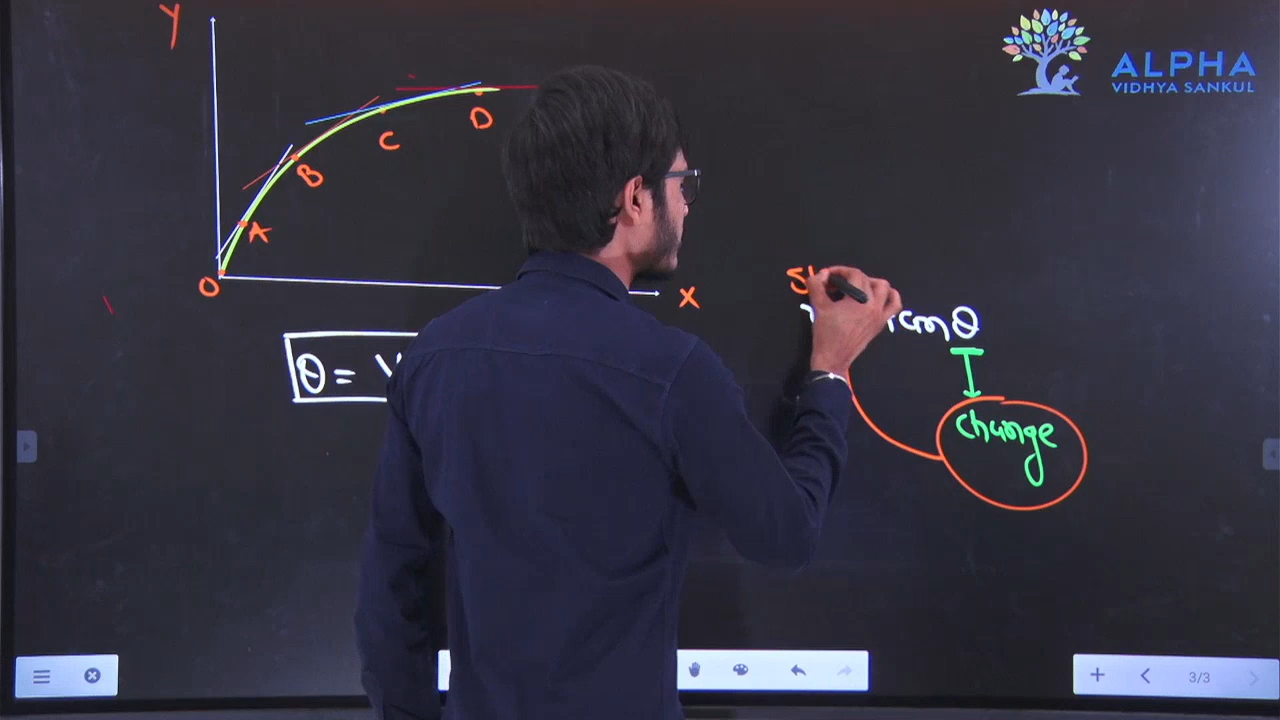 Y
ALPHA
VIDHYA SANKUL
D
C
B
A
O
X
θ
θ =
change
3/3